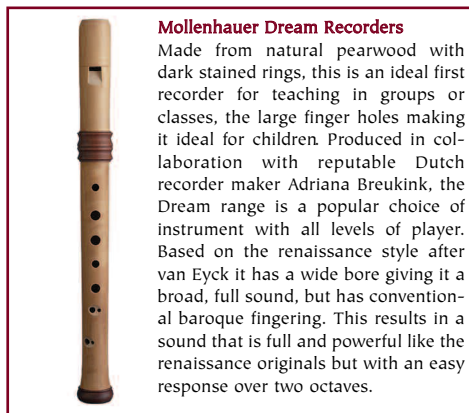 Mollenhauer Dream Recorders
Made from natural pearwood with
dark stained rings, this is an ideal first
recorder for teaching in groups or
classes, the large finger holes making
it ideal for children. Produced in col-
laboration with reputable Dutch
recorder maker Adriana Breukink, the
Dream range is a popular choice of
instrument with all levels of player.
Based on the renaissance style after
van Eyck it has a wide bore giving it a
broad, full sound, but has convention-
al baroque fingering. This results in a
sound that is full and powerful like the
renaissance originals but with an easy
response over two octaves.